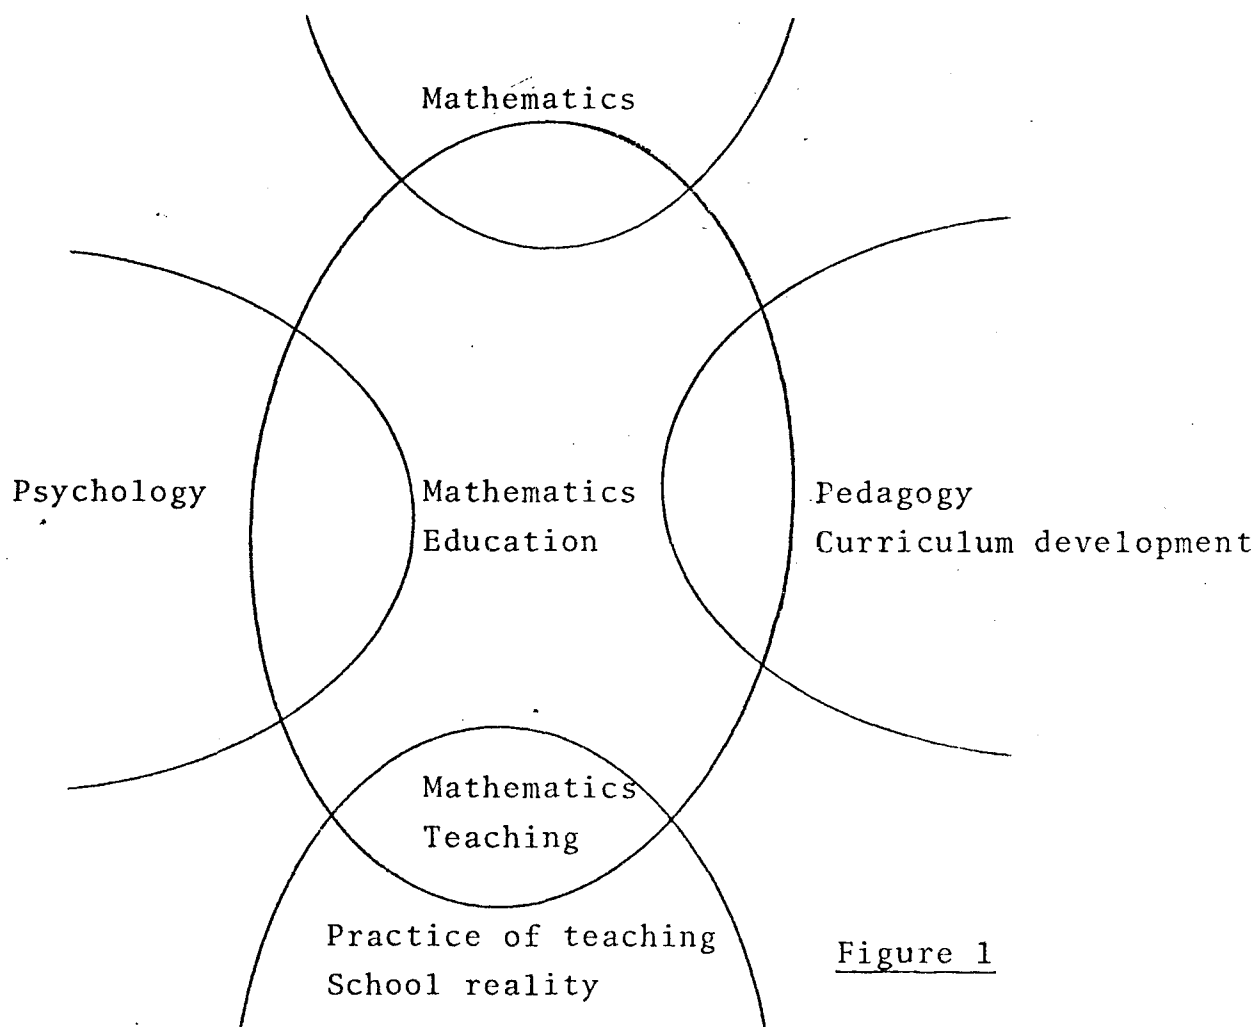 Mathematics
Psychology
Mathematics
Education
Pedagogy
Curriculum development
Mathematics
Teaching
Practice of teaching
School reality
Figure 1